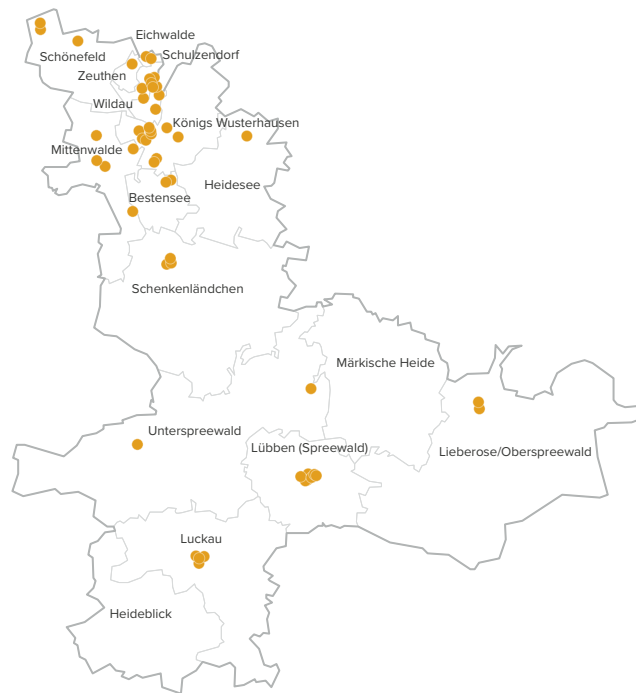 Eichwalde
Schönefeld
Schulzendorf
Zeuthen
Wildau
Königs Wusterhausen
Mittenwalde
Heidesee
Bestensee
Schenkenländchen
Märkische Heide
Unterspreewald
Lübben (Spreewald)
Lieberose/Oberspreewald
Luckau
Heideblick